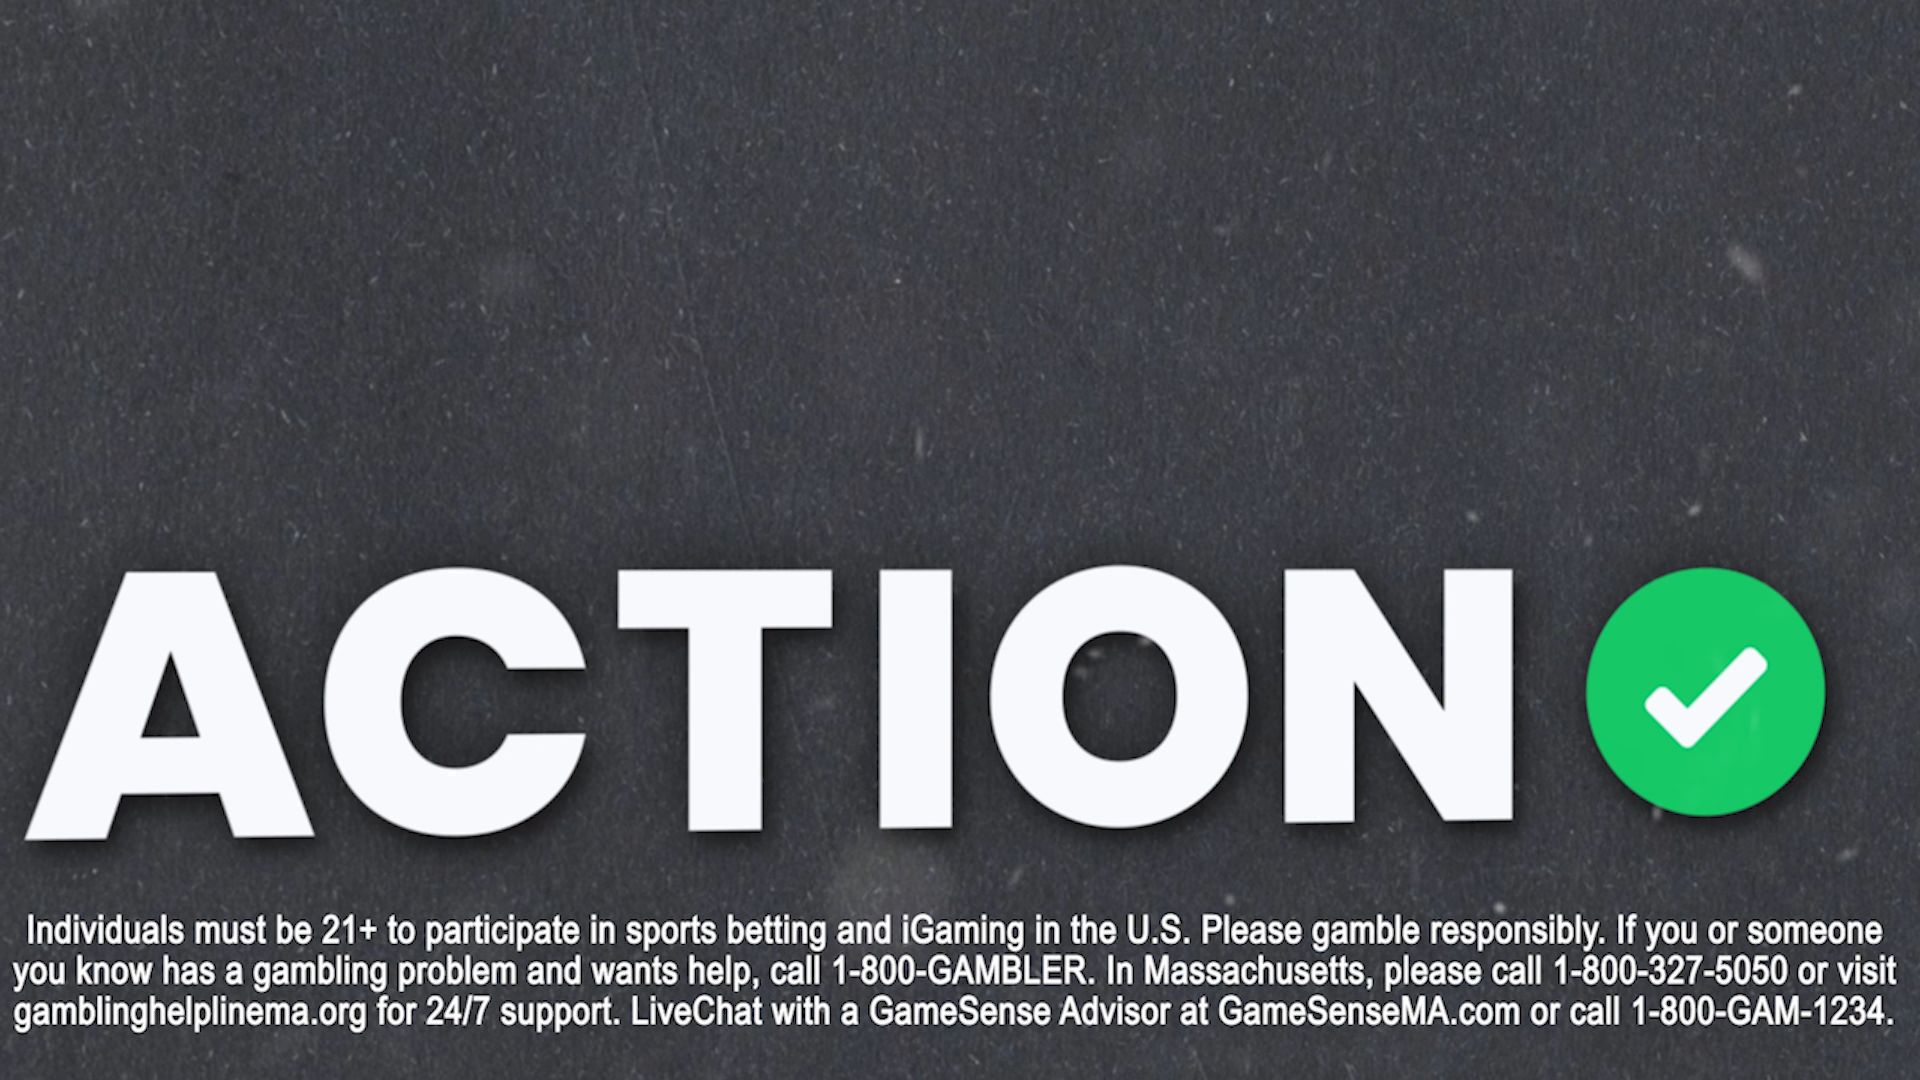 ACTION
Individuals must be 21+ to participate in sports betting and iGaming in the U.S. Please gamble responsibly. If you or someone
you know has a gambling problem and wants help, call 1-800-GAMBLER. In Massachusetts, please call 1-800-327-5050 or visit
gamblinghelplinema.org for 24/7 support. LiveChat with a GameSense Advisor at GameSenseMA.com or call 1-800-GAM-1234.